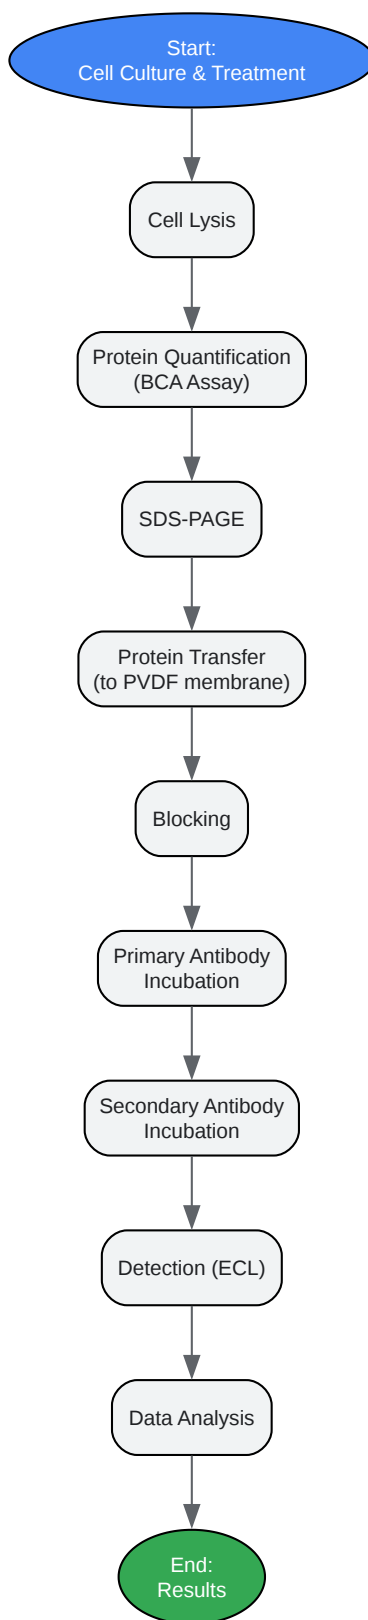 Start:
Cell Culture & Treatment
Cell Lysis
Protein Quantification
(BCA Assay)
SDS-PAGE
Protein Transfer
(to PVDF membrane)
Blocking
Primary Antibody
Incubation
Secondary Antibody
Incubation
Detection (ECL)
Data Analysis
End:
Results